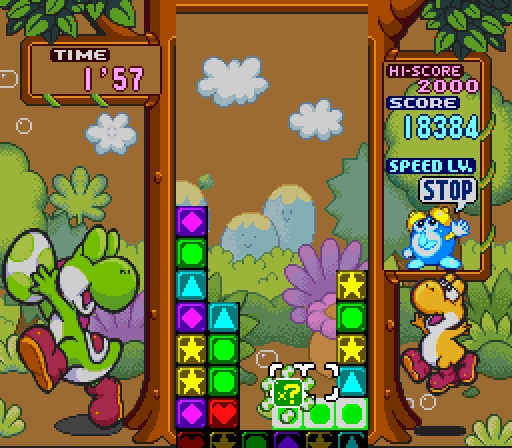 TIME
1'57
HI-SCORE
2000
SCORE
18384
SPEED LV.
STOP
×?